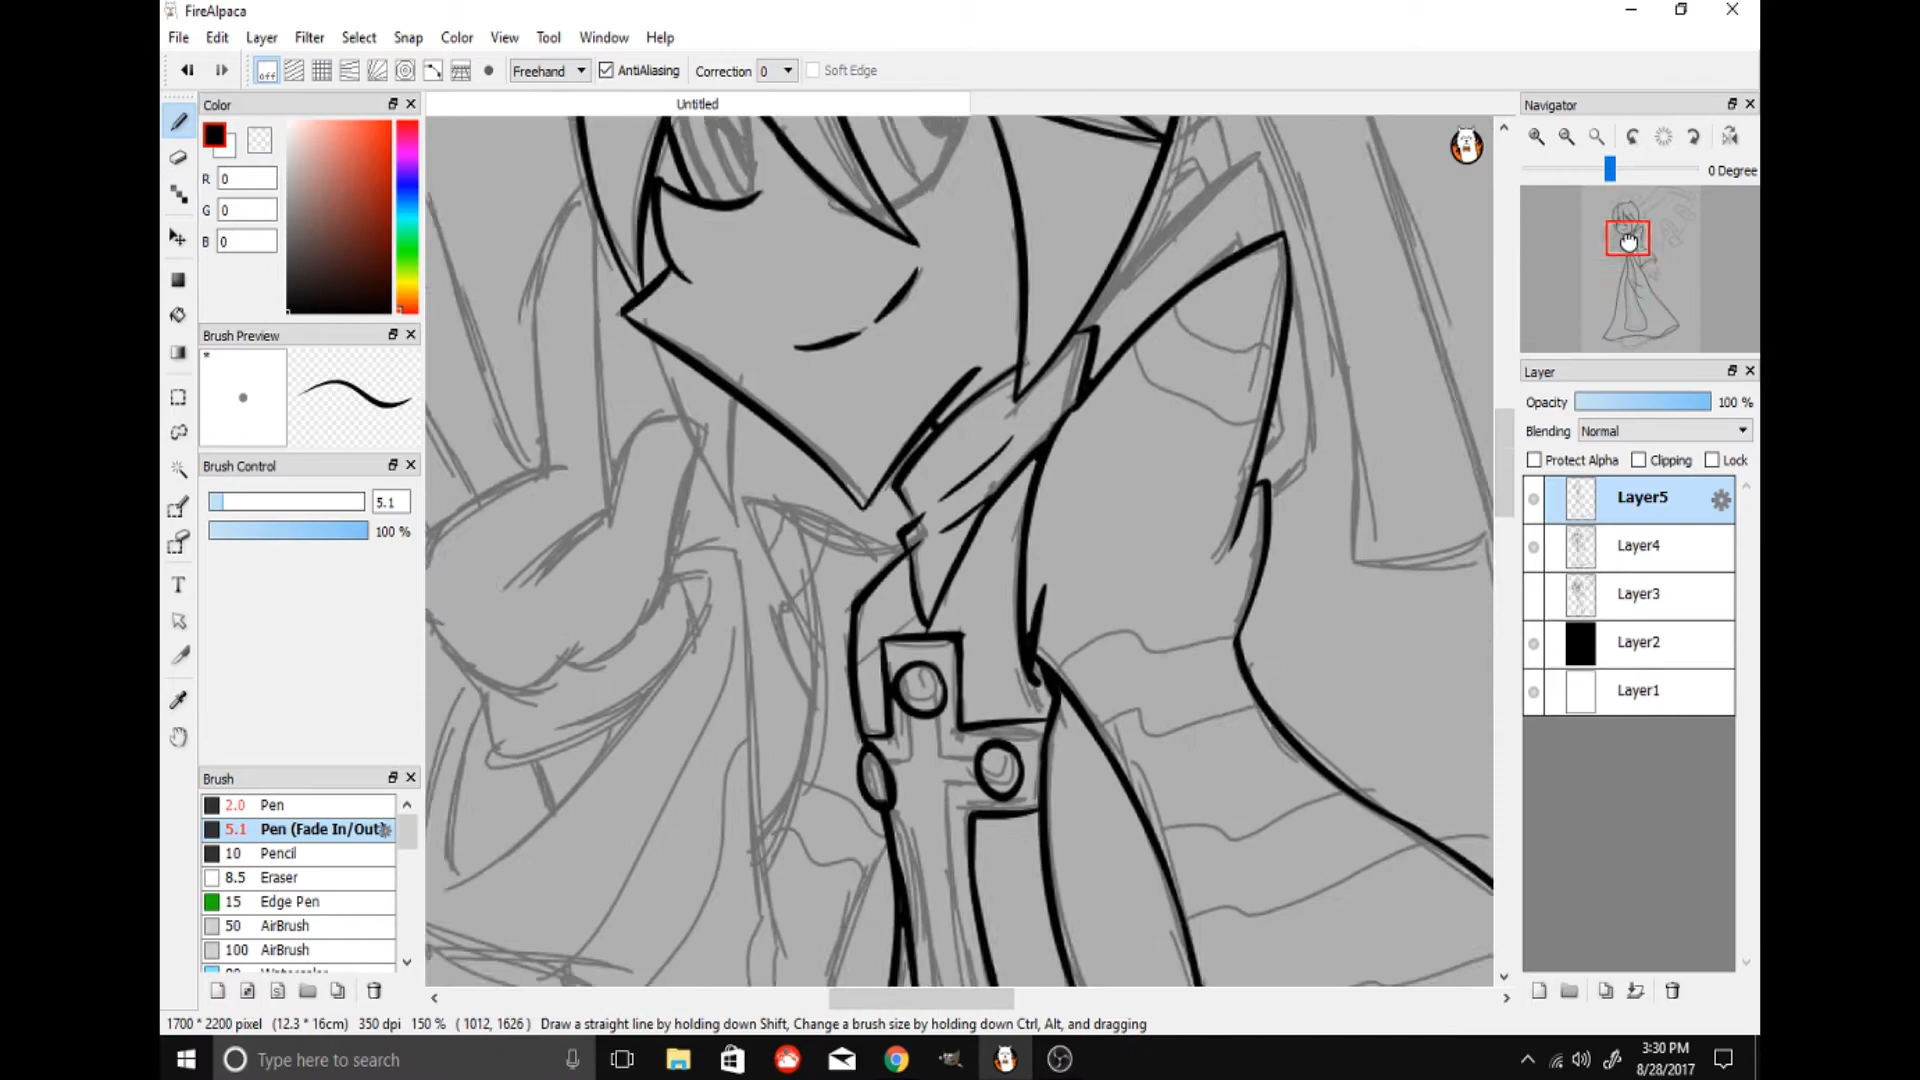 FireAlpaca
File Edit Layer Filter Select Snap Color View Tool Window Help
off Freehand AntiAliasing Correction 0 Soft Edge
Color
Untitled
Navigator
R 0
G 0
B 0
0 Degree
Brush Preview
*
Layer
Opacity 100 %
Blending Normal
Protect Alpha Clipping Lock
Brush Control
5.1
100 %
Layer5
Layer4
Layer3
Layer2
Layer1
Brush
2.0 Pen
5.1 Pen (Fade In/Out)
10 Pencil
8.5 Eraser
15 Edge Pen
50 AirBrush
100 AirBrush
T
S
1700 * 2200 pixel (12.3 * 16cm) 350 dpi 150 % ( 1012, 1626 ) Draw a straight line by holding down Shift, Change a brush size by holding down Ctrl, Alt, and dragging
Type here to search
3:30 PM
8/28/2017